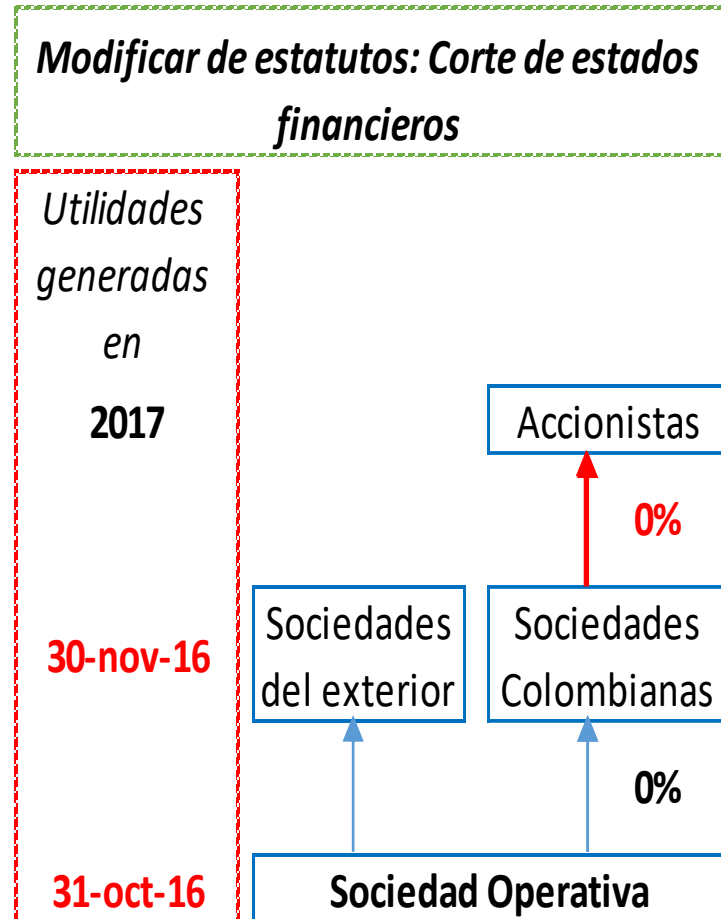 Modificar de estatutos: Corte de estados
financieros
Utilidades
generadas
en
2017
Accionistas
0%
30-nov-16
Sociedades
del exterior
Sociedades
Colombianas
0%
31-oct-16
Sociedad Operativa